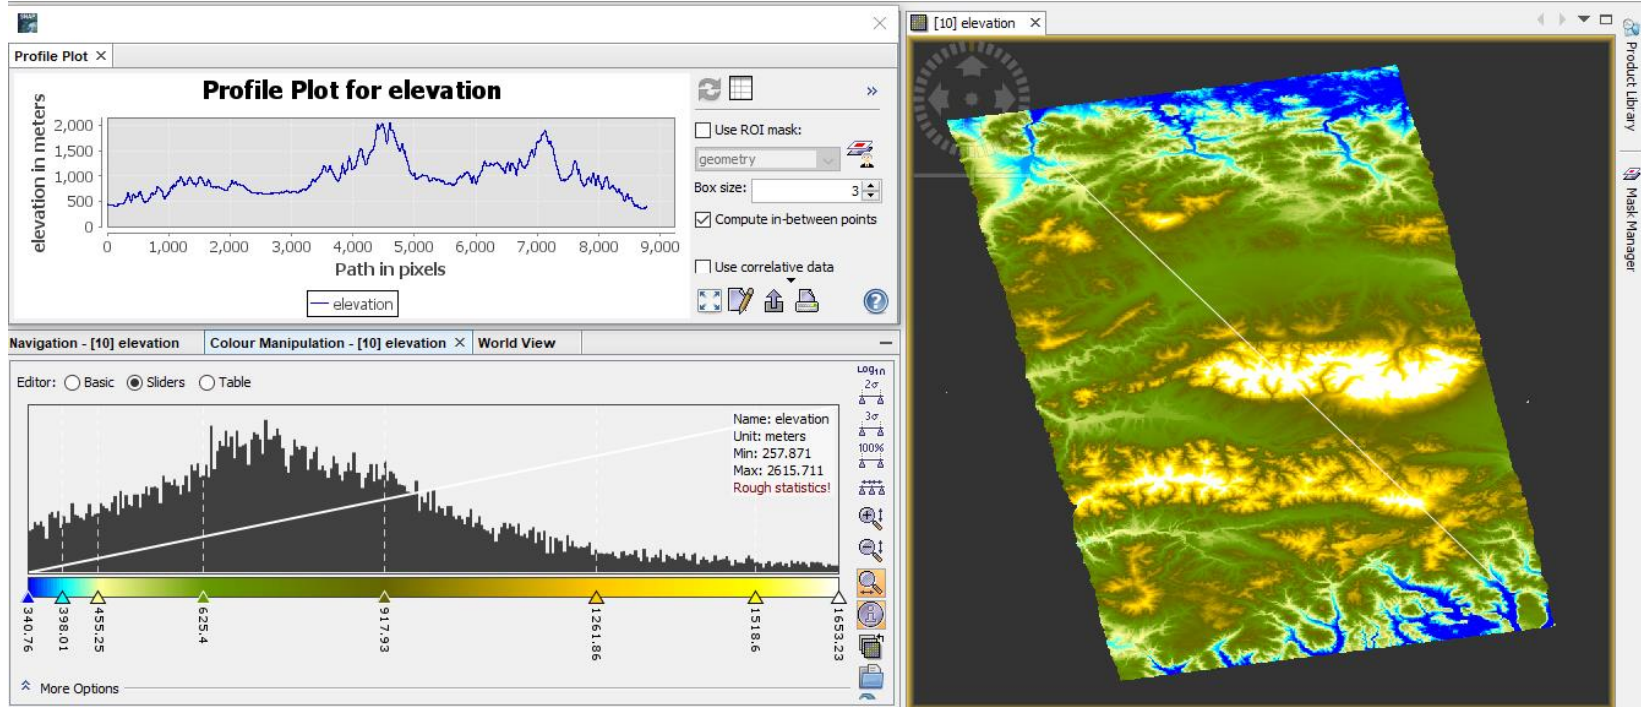 SNAP
Profile Plot
Profile Plot for elevation
elevation in meters
2,000
1,500
1,000
500
0
0 1,000 2,000 3,000 4,000 5,000 6,000 7,000 8,000 9,000
Path in pixels
elevation
Use ROI mask:
geometry
Box size: 3
Compute in-between points
Use correlative data
Navigation - [10] elevation Colour Manipulation - [10] elevation World View
Editor: Basic Sliders Table
Name: elevation
Unit: meters
Min: 257.871
Max: 2615.711
Rough statistics!
340.76 398.01 455.25 625.4 917.93 1261.86 1518.6 1653.23
More Options
Log₁₀
2σ
3σ
100%
[10] elevation
Product Library
Mask Manager